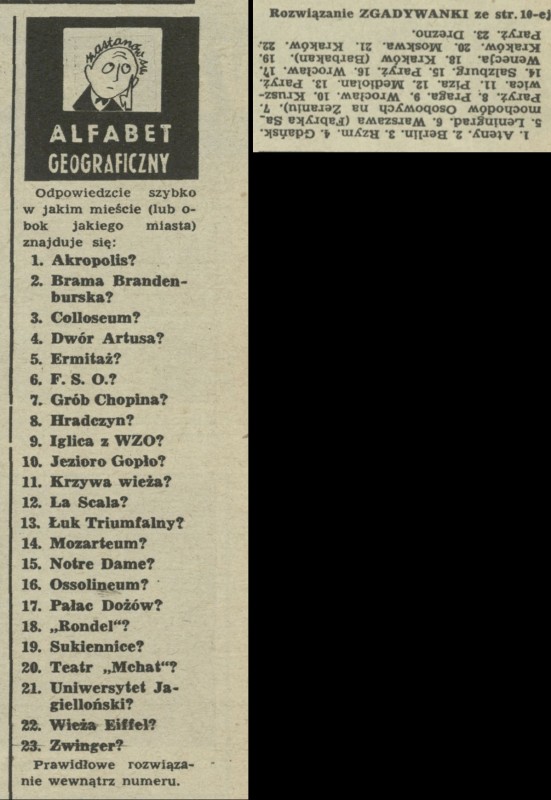 zastanów się
ALFABET
GEOGRAFICZNY
Odpowiedzcie szybko
w jakim mieście (lub o-
bok jakiego miasta)
znajduje się:
1. Akropolis?
2. Brama Branden-
burska?
3. Colloseum?
4. Dwór Artusa?
5. Ermitaż?
6. F. S. O.?
7. Grób Chopina?
8. Hradczyn?
9. Iglica z WZO?
10. Jezioro Gopło?
11. Krzywa wieża?
12. La Scala?
13. Łuk Triumfalny?
14. Mozarteum?
15. Notre Dame?
16. Ossolineum?
17. Pałac Dożów?
18. „Rondel"?
19. Sukiennice?
20. Teatr „Mchat"?
21. Uniwersytet Ja-
gielloński?
22. Wieża Eiffel?
23. Zwinger?
Prawidłowe rozwiąza-
nie wewnątrz numeru.
Rozwiązanie ZGADYWANKI ze str. 10-ej
1. Ateny. 2. Berlin. 3. Rzym. 4. Gdańsk.
5. Leningrad. 6. Warszawa (Fabryka Sa-
mochodów Osobowych na Żeraniu). 7.
Paryż. 8. Praga. 9. Wrocław. 10. Krusz-
wica. 11. Piza. 12. Mediolan. 13. Paryż.
14. Salzburg. 15. Paryż. 16. Wrocław. 17.
Wenecja. 18. Kraków (Barbakan). 19.
Kraków. 20. Moskwa. 21. Kraków. 22.
Paryż. 23. Drezno.